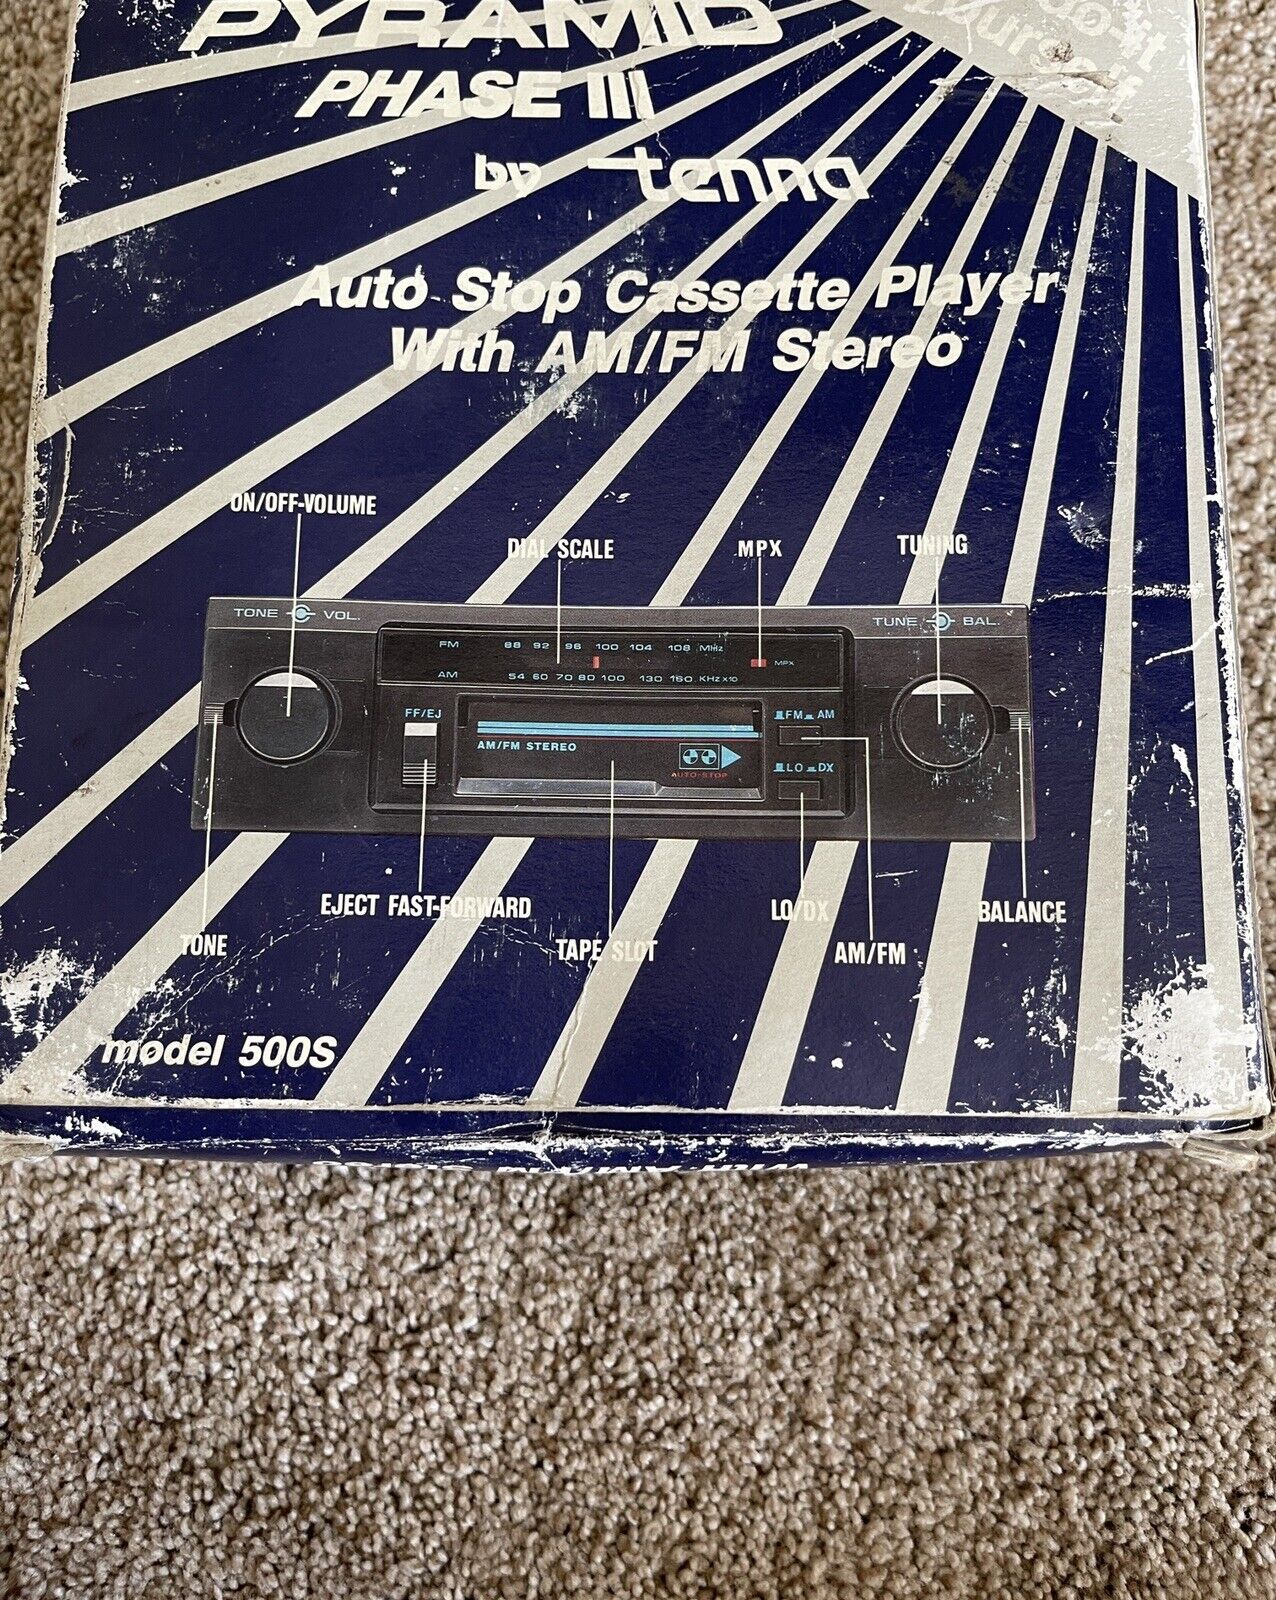 PYRAMID
PHASE III
by tenna
Auto Stop Cassette Player
With AM/FM Stereo
ON/OFF-VOLUME
DIAL SCALE
MPX
TUNING
TONE VOL.
TUNE BAL.
FM 88 92 96 100 104 108 MHz
MPX
AM 54 60 70 80 100 130 160 KHz x10
FF/EJ
FM AM
AM/FM STEREO
AUTO-STOP
LO DX
EJECT FAST-FORWARD
LO/DX
BALANCE
TONE
TAPE SLOT
AM/FM
model 500S